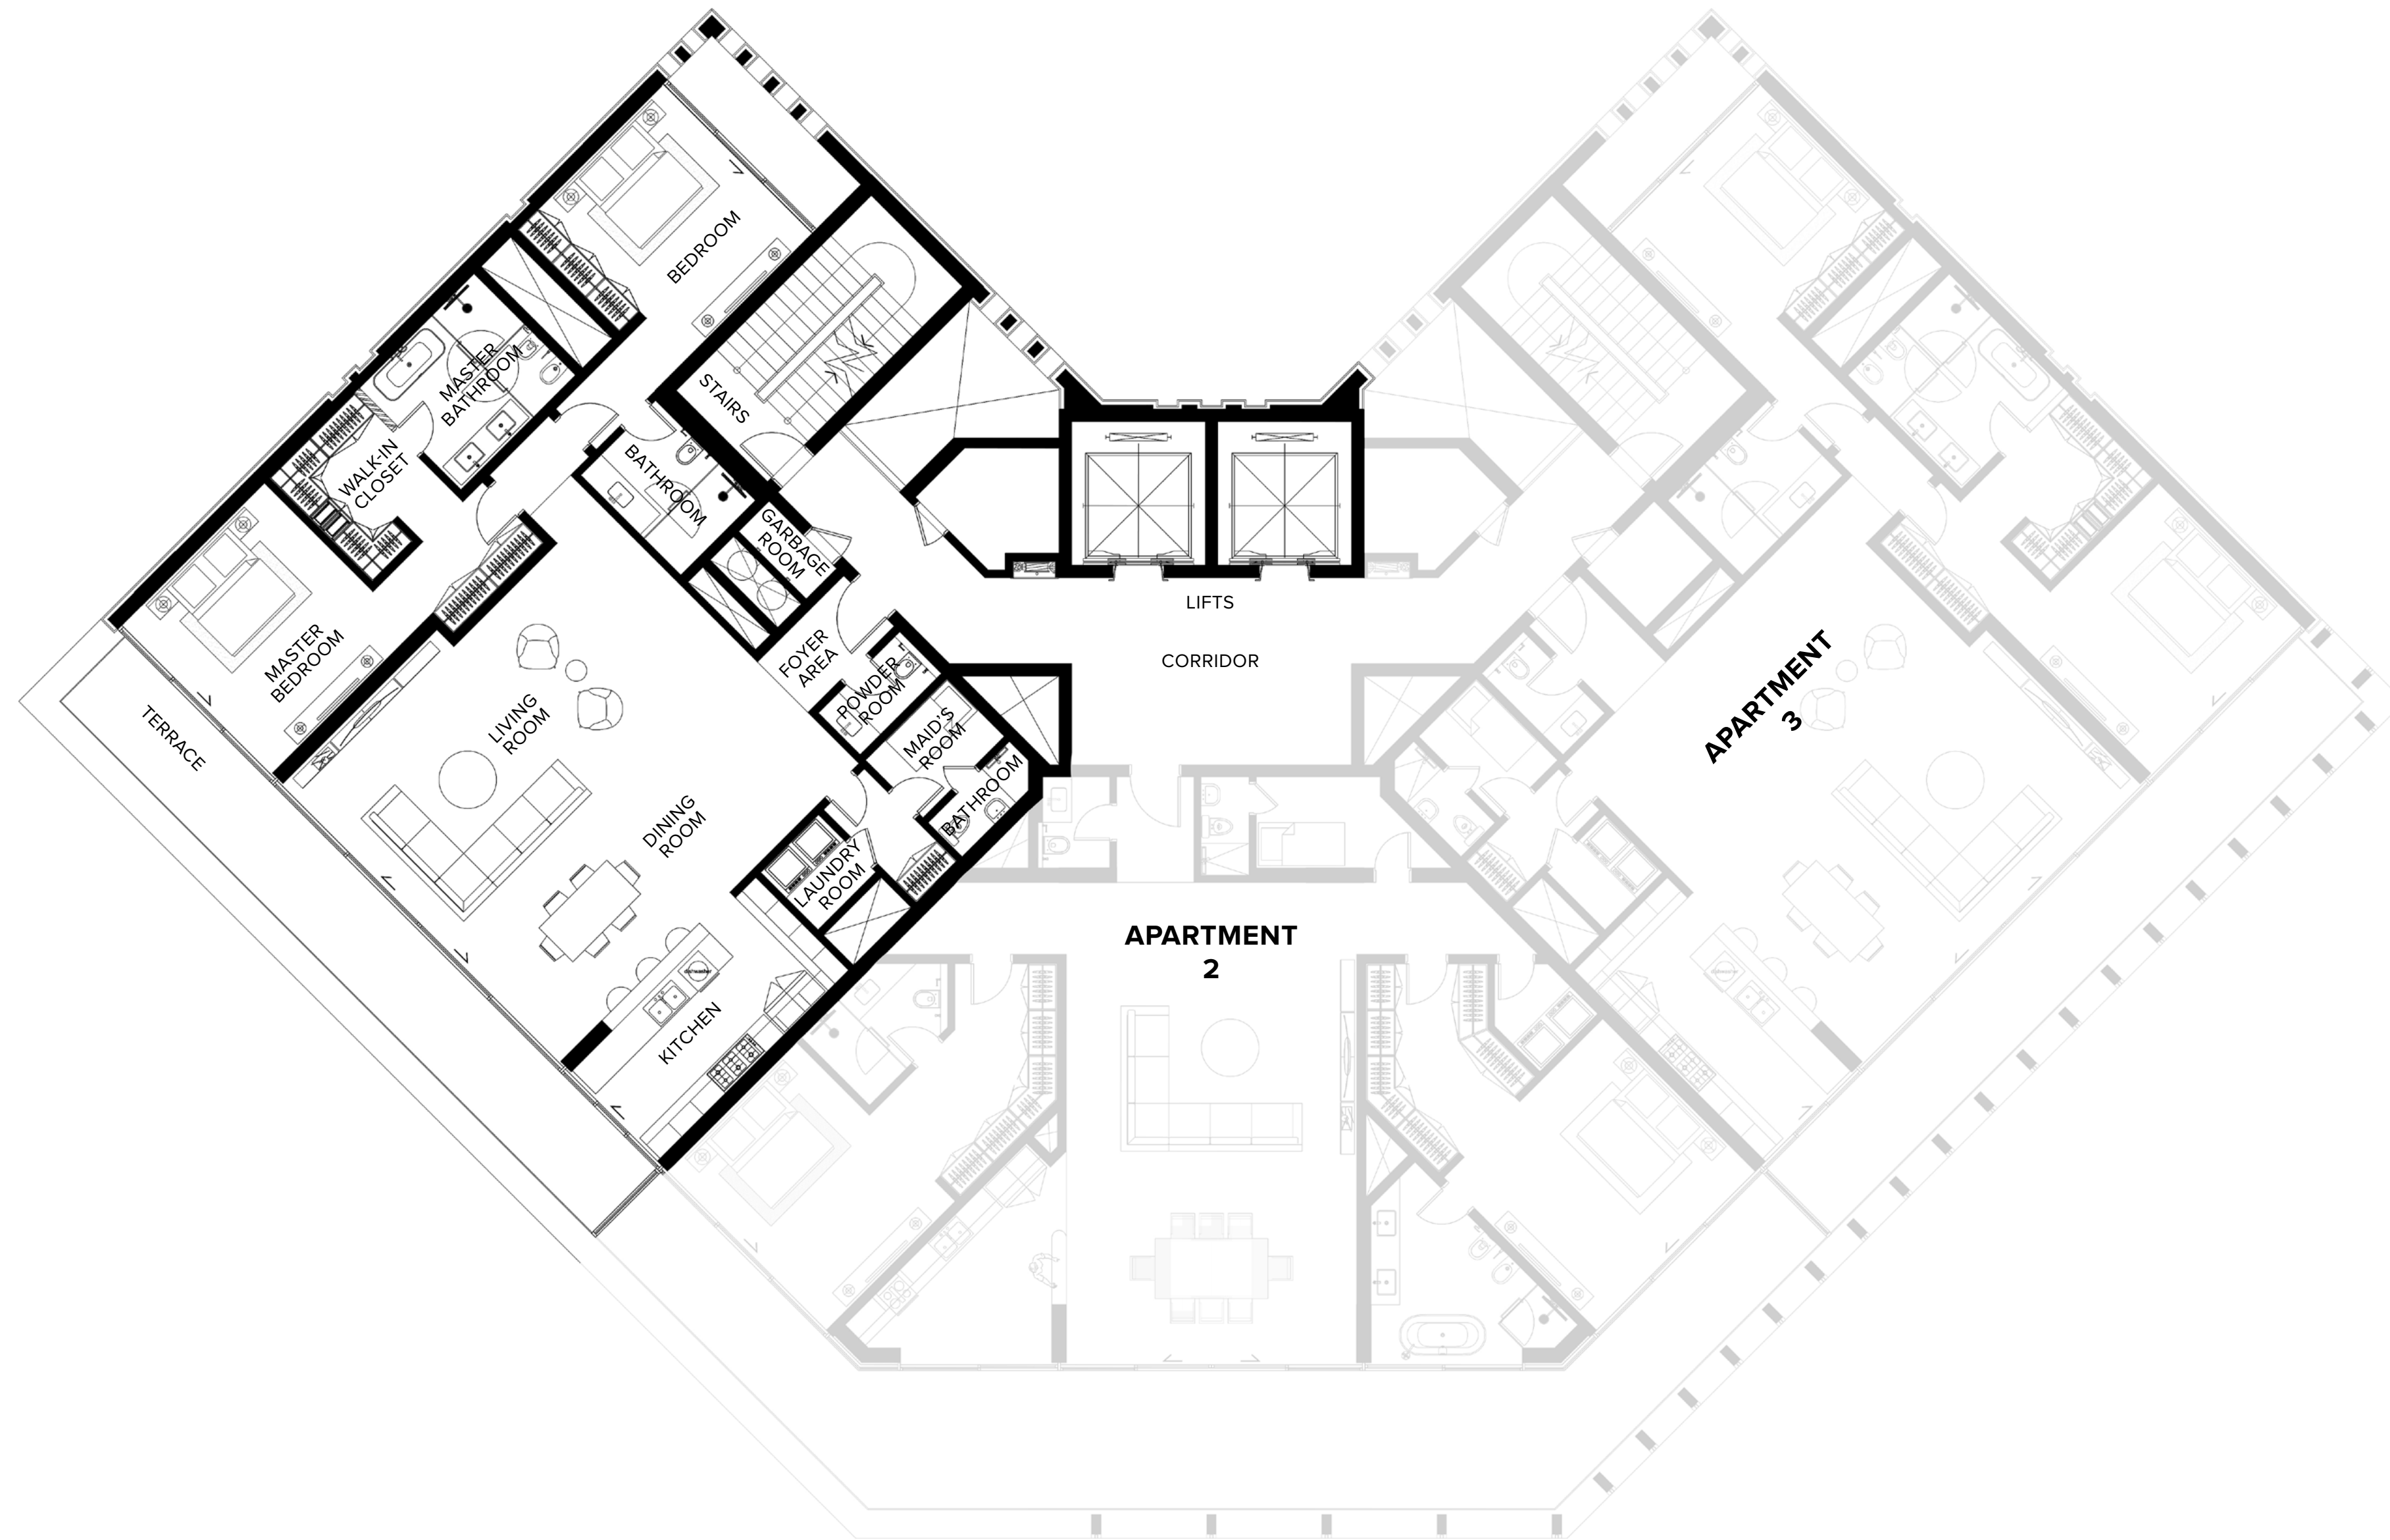 BEDROOM
MASTER
BATHROOM
STAIRS
WALK-IN
CLOSET
BATHROOM
GARBAGE
ROOM
LIFTS
CORRIDOR
FOYER
AREA
POWDER
ROOM
MASTER
BEDROOM
TERRACE
LIVING
ROOM
MAID'S
ROOM
BATHROOM
DINING
ROOM
LAUNDRY
ROOM
KITCHEN
APARTMENT
2
APARTMENT
3